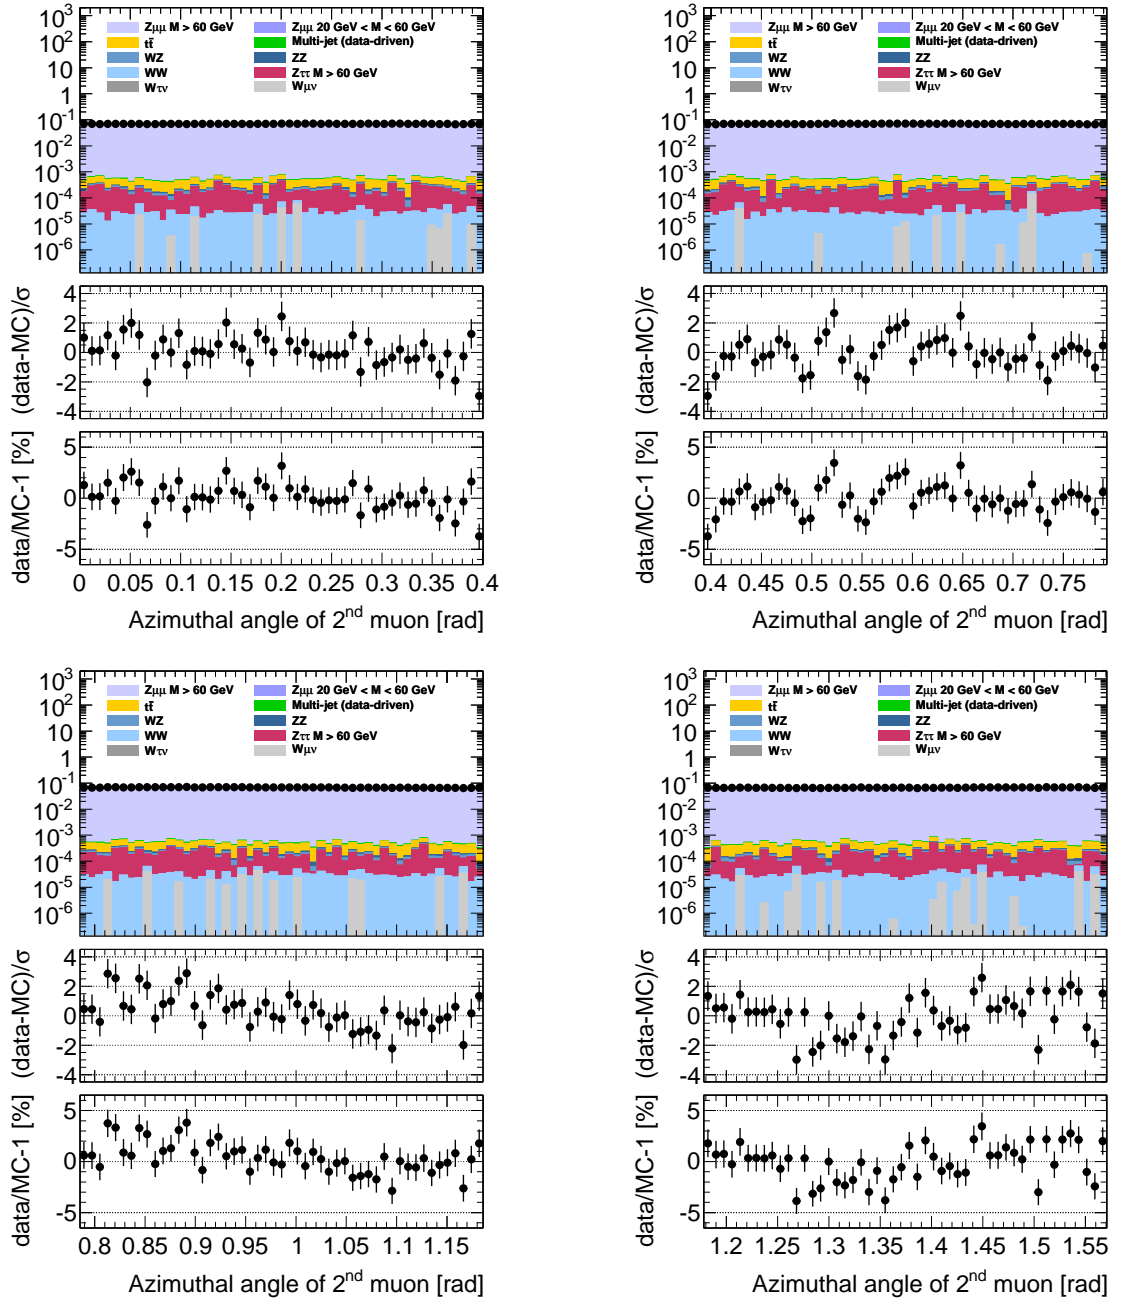 10³
10²
10
1
10⁻¹
10⁻²
10⁻³
10⁻⁴
10⁻⁵
10⁻⁶
Zμμ M > 60 GeV Zμμ 20 GeV < M < 60 GeV
tt̄ Multi-jet (data-driven)
WZ ZZ
WW Zττ M > 60 GeV
Wτν Wμν
(data-MC)/σ
4
2
0
-2
-4
data/MC-1 [%]
5
0
-5
0 0.05 0.1 0.15 0.2 0.25 0.3 0.35 0.4
Azimuthal angle of 2ⁿᵈ muon [rad]
10³
10²
10
1
10⁻¹
10⁻²
10⁻³
10⁻⁴
10⁻⁵
10⁻⁶
Zμμ M > 60 GeV Zμμ 20 GeV < M < 60 GeV
tt̄ Multi-jet (data-driven)
WZ ZZ
WW Zττ M > 60 GeV
Wτν Wμν
(data-MC)/σ
4
2
0
-2
-4
data/MC-1 [%]
5
0
-5
0.4 0.45 0.5 0.55 0.6 0.65 0.7 0.75
Azimuthal angle of 2ⁿᵈ muon [rad]
10³
10²
10
1
10⁻¹
10⁻²
10⁻³
10⁻⁴
10⁻⁵
10⁻⁶
Zμμ M > 60 GeV Zμμ 20 GeV < M < 60 GeV
tt̄ Multi-jet (data-driven)
WZ ZZ
WW Zττ M > 60 GeV
Wτν Wμν
(data-MC)/σ
4
2
0
-2
-4
data/MC-1 [%]
5
0
-5
0.8 0.85 0.9 0.95 1 1.05 1.1 1.15
Azimuthal angle of 2ⁿᵈ muon [rad]
10³
10²
10
1
10⁻¹
10⁻²
10⁻³
10⁻⁴
10⁻⁵
10⁻⁶
Zμμ M > 60 GeV Zμμ 20 GeV < M < 60 GeV
tt̄ Multi-jet (data-driven)
WZ ZZ
WW Zττ M > 60 GeV
Wτν Wμν
(data-MC)/σ
4
2
0
-2
-4
data/MC-1 [%]
5
0
-5
1.2 1.25 1.3 1.35 1.4 1.45 1.5 1.55
Azimuthal angle of 2ⁿᵈ muon [rad]